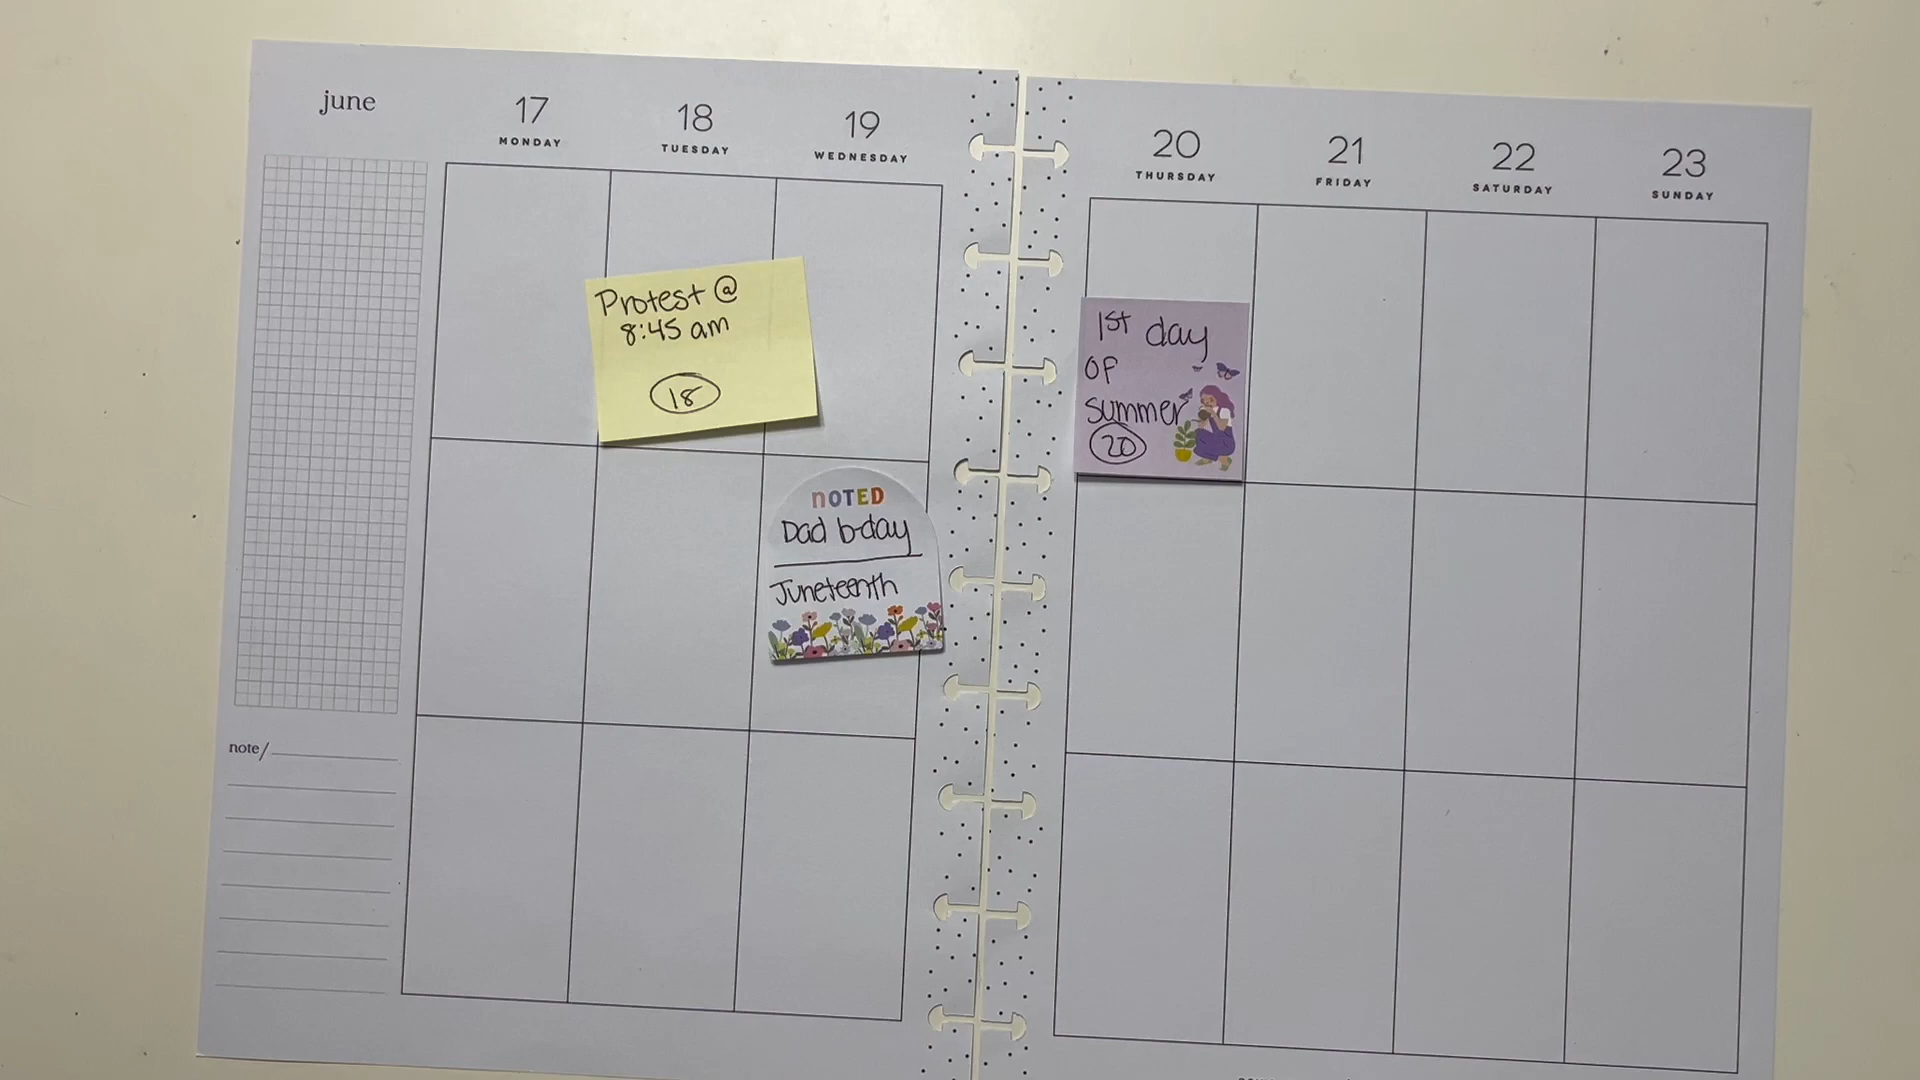 june
17
MONDAY
18
TUESDAY
19
WEDNESDAY
20
THURSDAY
21
FRIDAY
22
SATURDAY
23
SUNDAY
Protest @
8:45 am
18
1st day
of
summer
20
NOTED
Dad b-day
Juneteenth
note/